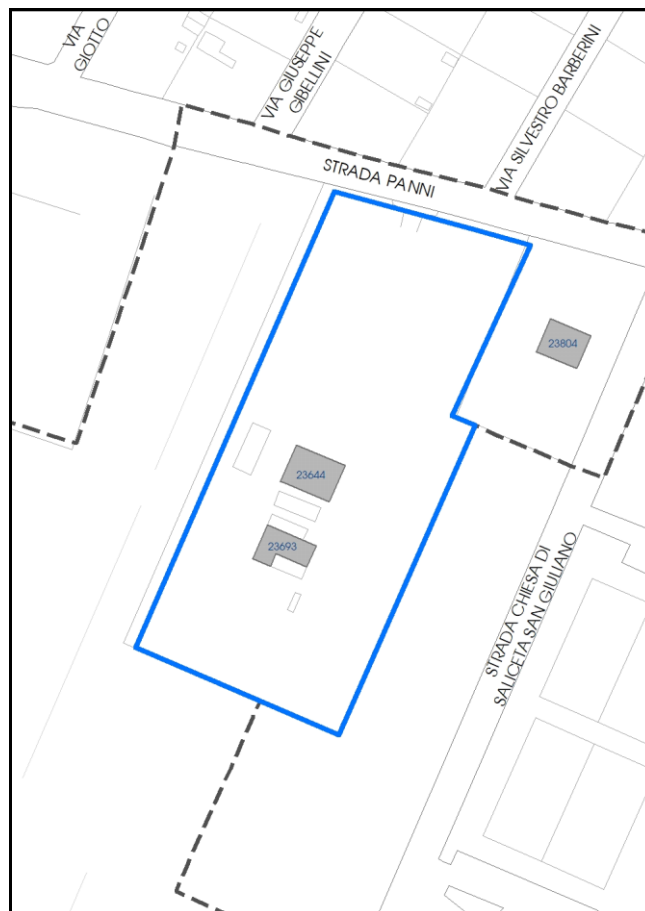 VIA
GIOTTO
VIA GIUSEPPE
GIBELLINI
VIA SILVESTRO BARBERINI
STRADA PANNI
23804
23644
23693
STRADA CHIESA DI
SALICETA SAN GIULIANO